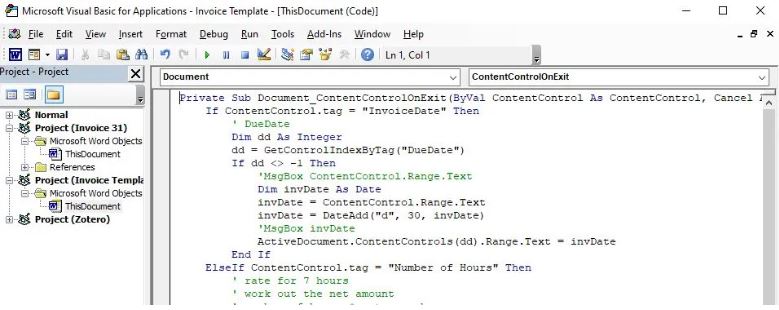 Microsoft Visual Basic for Applications - Invoice Template - [ThisDocument (Code)]
File Edit View Insert Format Debug Run Tools Add-Ins Window Help
Ln 1, Col 1
Project - Project
Normal
Project (Invoice 31)
Microsoft Word Objects
ThisDocument
References
Project (Invoice Templa
Microsoft Word Objects
ThisDocument
Project (Zotero)
Document
ContentControlOnExit
Private Sub Document_ContentControlOnExit(ByVal ContentControl As ContentControl, Cancel
If ContentControl.tag = "InvoiceDate" Then
' DueDate
Dim dd As Integer
dd = GetControlIndexByTag("DueDate")
If dd <> -1 Then
'MsgBox ContentControl.Range.Text
Dim invDate As Date
invDate = ContentControl.Range.Text
invDate = DateAdd("d", 30, invDate)
'MsgBox invDate
ActiveDocument.ContentControls(dd).Range.Text = invDate
End If
ElseIf ContentControl.tag = "Number of Hours" Then
' rate for 7 hours
' work out the net amount